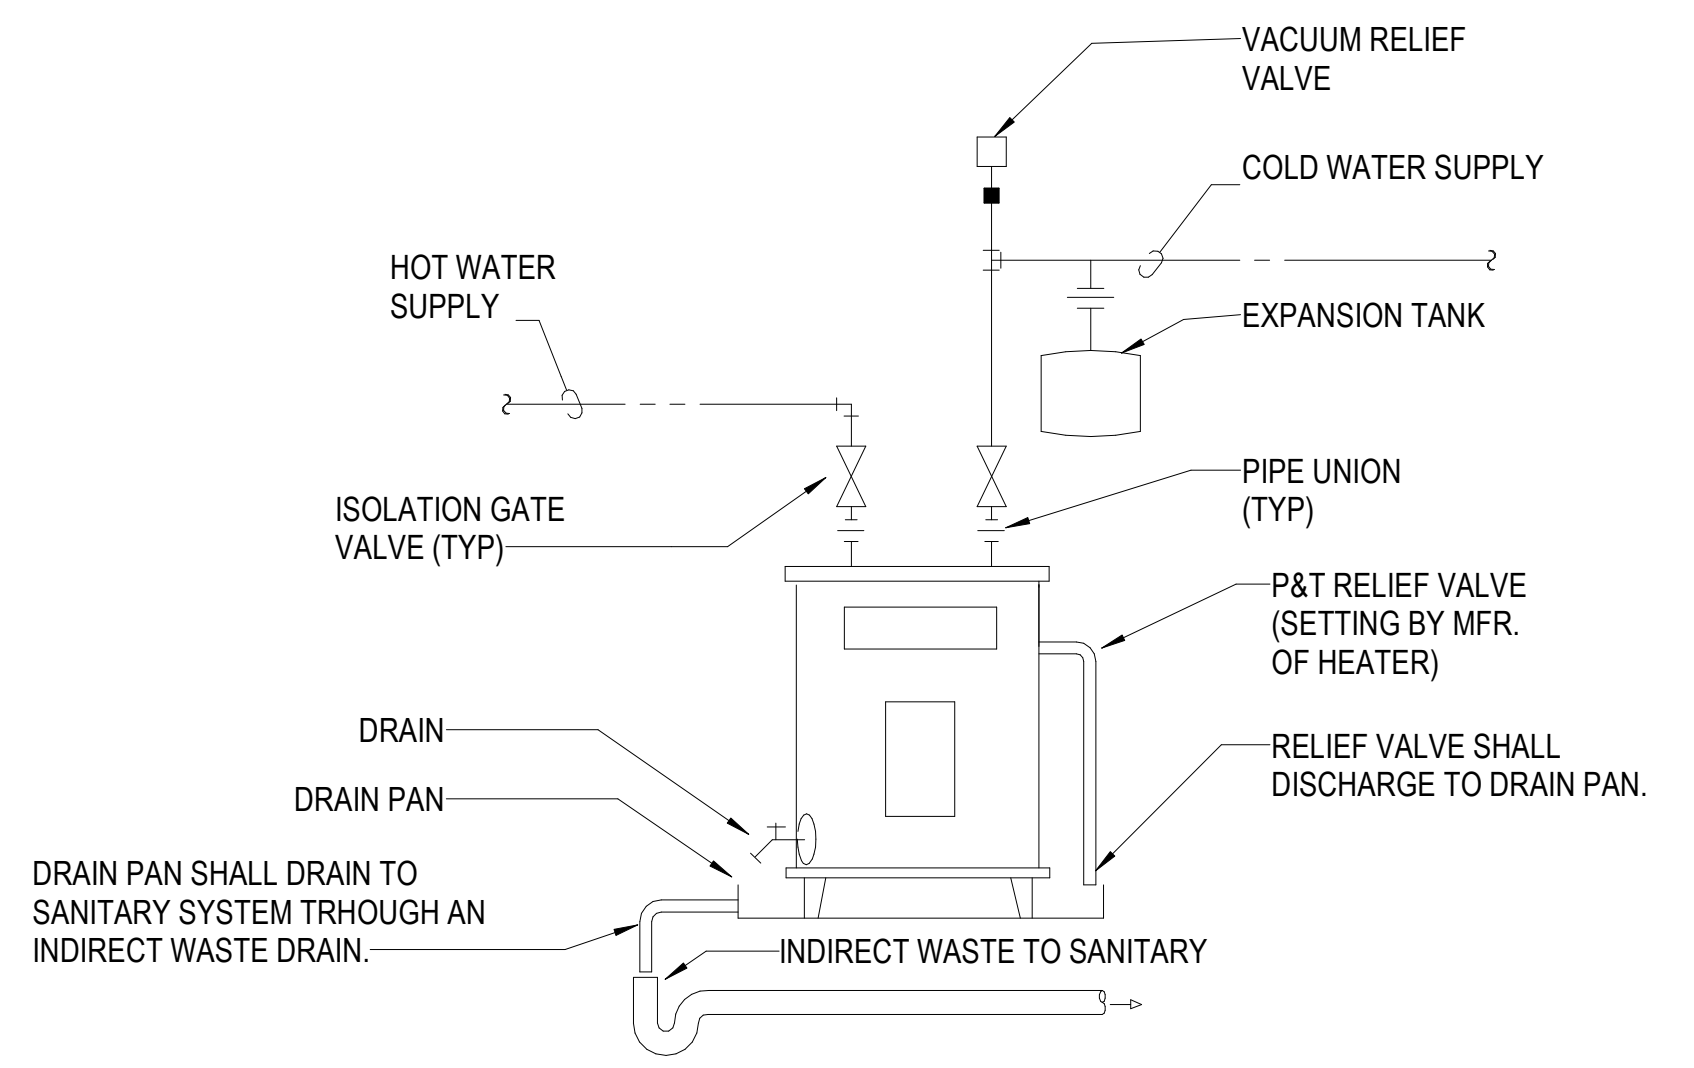 VACUUM RELIEF
VALVE
COLD WATER SUPPLY
HOT WATER
SUPPLY
EXPANSION TANK
PIPE UNION
(TYP)
ISOLATION GATE
VALVE (TYP)
P&T RELIEF VALVE
(SETTING BY MFR.
OF HEATER)
DRAIN
RELIEF VALVE SHALL
DISCHARGE TO DRAIN PAN.
DRAIN PAN
DRAIN PAN SHALL DRAIN TO
SANITARY SYSTEM TRHOUGH AN
INDIRECT WASTE DRAIN.
INDIRECT WASTE TO SANITARY